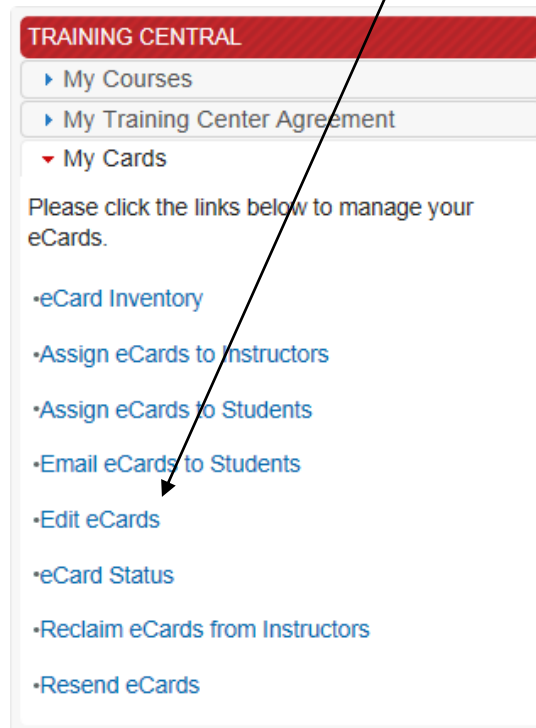 TRAINING CENTRAL
My Courses
My Training Center Agreement
My Cards
Please click the links below to manage your
eCards.
•eCard Inventory
•Assign eCards to Instructors
•Assign eCards to Students
•Email eCards to Students
•Edit eCards
•eCard Status
•Reclaim eCards from Instructors
•Resend eCards